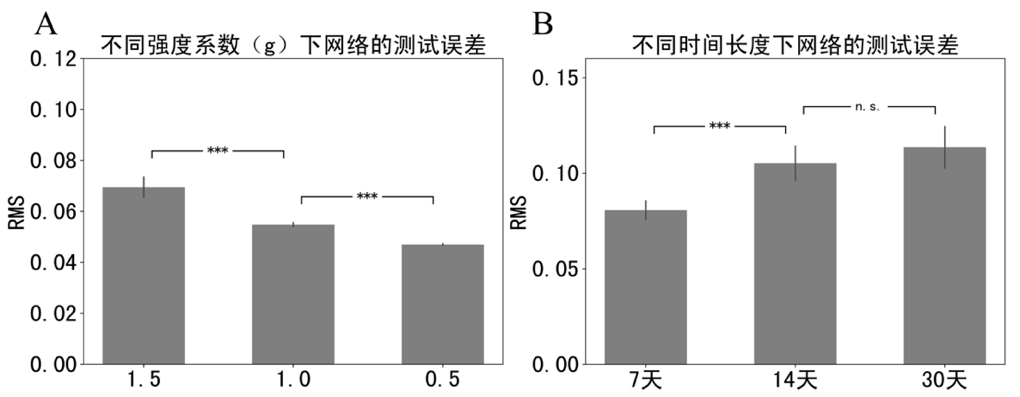 A
不同强度系数（g）下网络的测试误差
0.12
0.10
0.08
0.06
0.04
0.02
0.00
RMS
***
***
1.5
1.0
0.5
B
不同时间长度下网络的测试误差
0.15
0.10
0.05
0.00
RMS
***
n.s.
7天
14天
30天